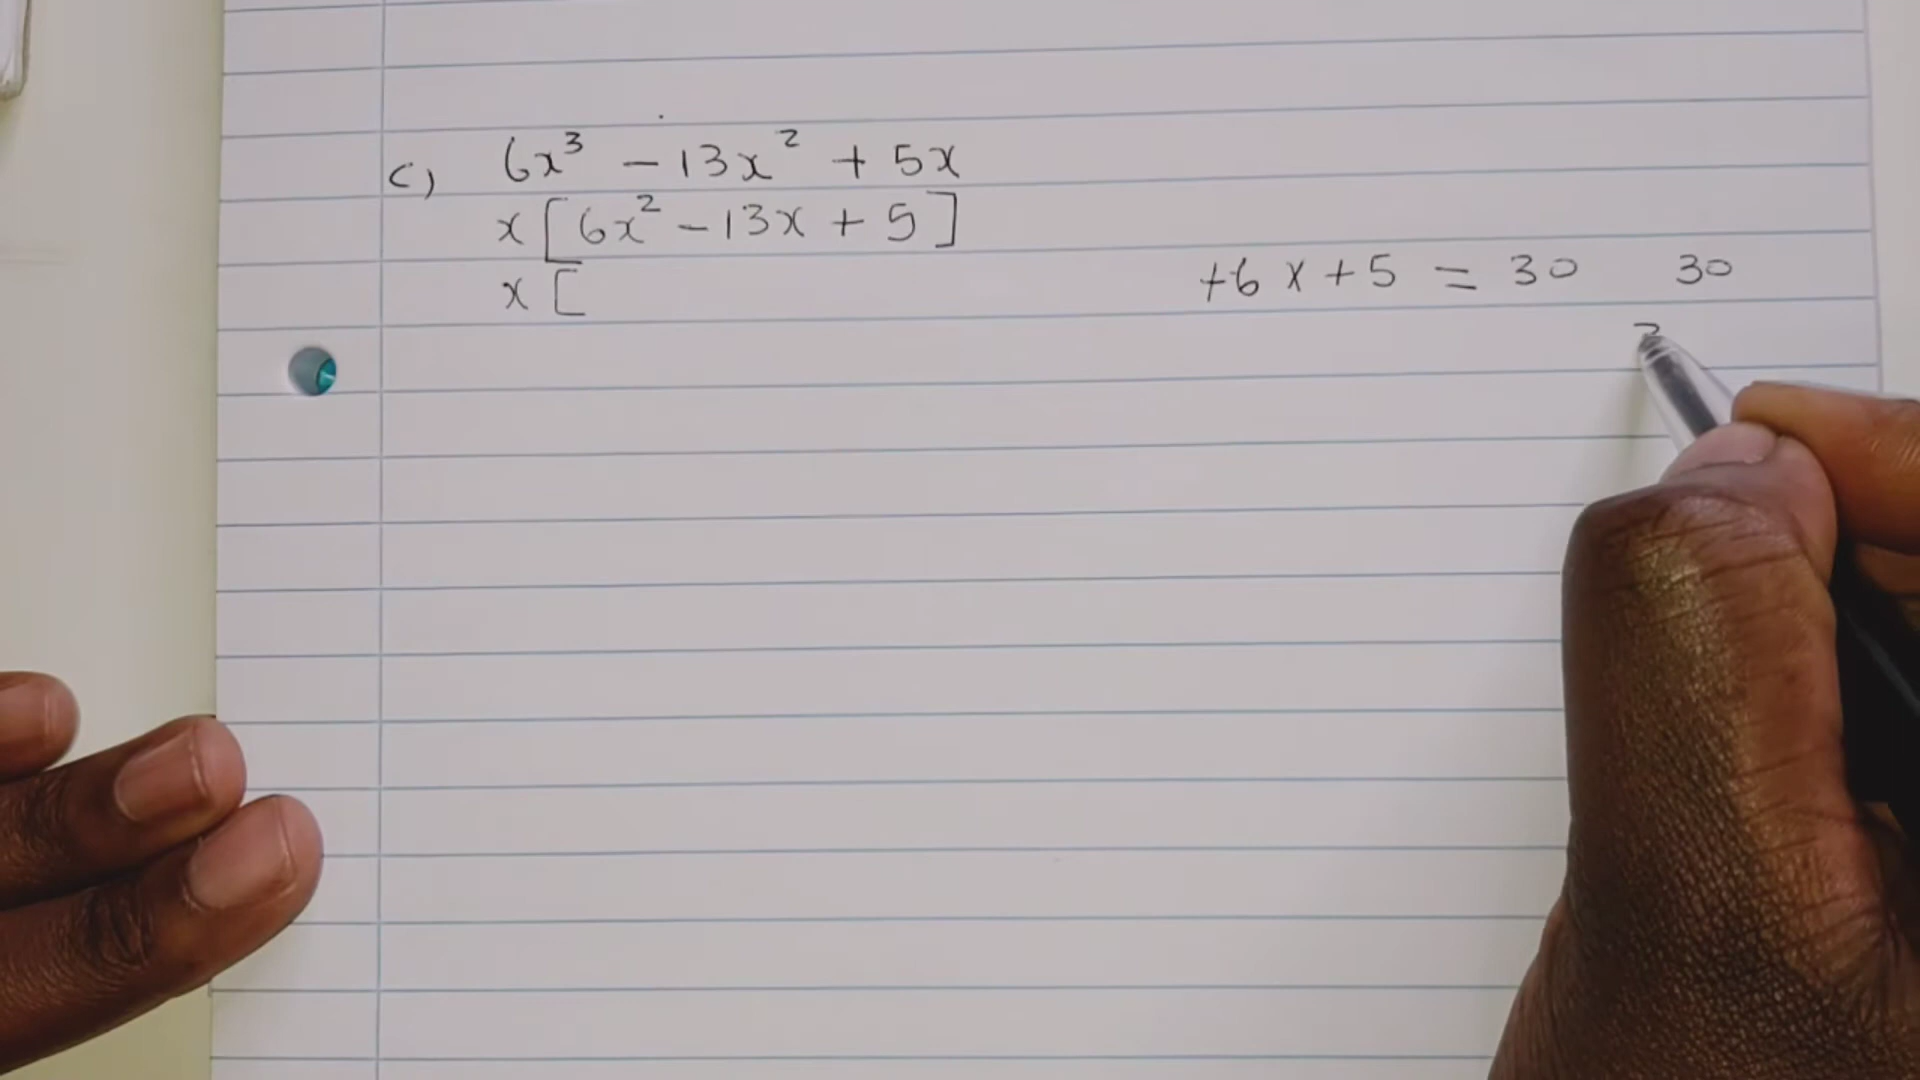 c) 6x³ - 13x² + 5x
x [6x² - 13x + 5]
x [
+6 x +5 = 30 30